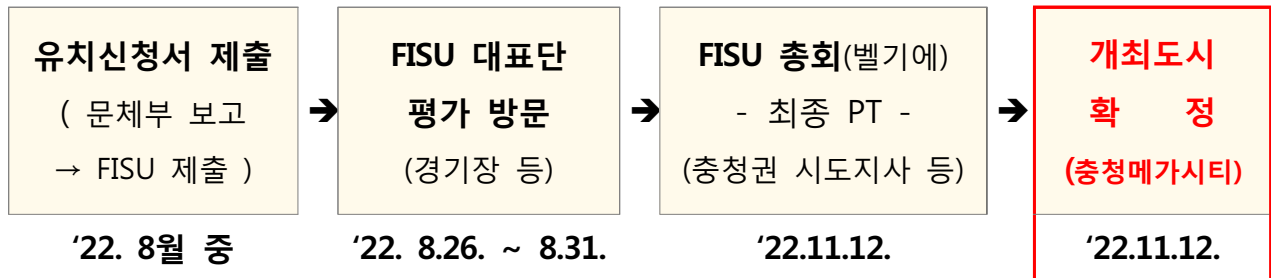 유치신청서 제출
( 문체부 보고
→ FISU 제출 )
‘22. 8월 중
➔
FISU 대표단
평가 방문
(경기장 등)
‘22. 8.26. ~ 8.31.
➔
FISU 총회(벨기에)
- 최종 PT -
(충청권 시도지사 등)
‘22.11.12.
➔
개최도시
확 정
(충청메가시티)
‘22.11.12.